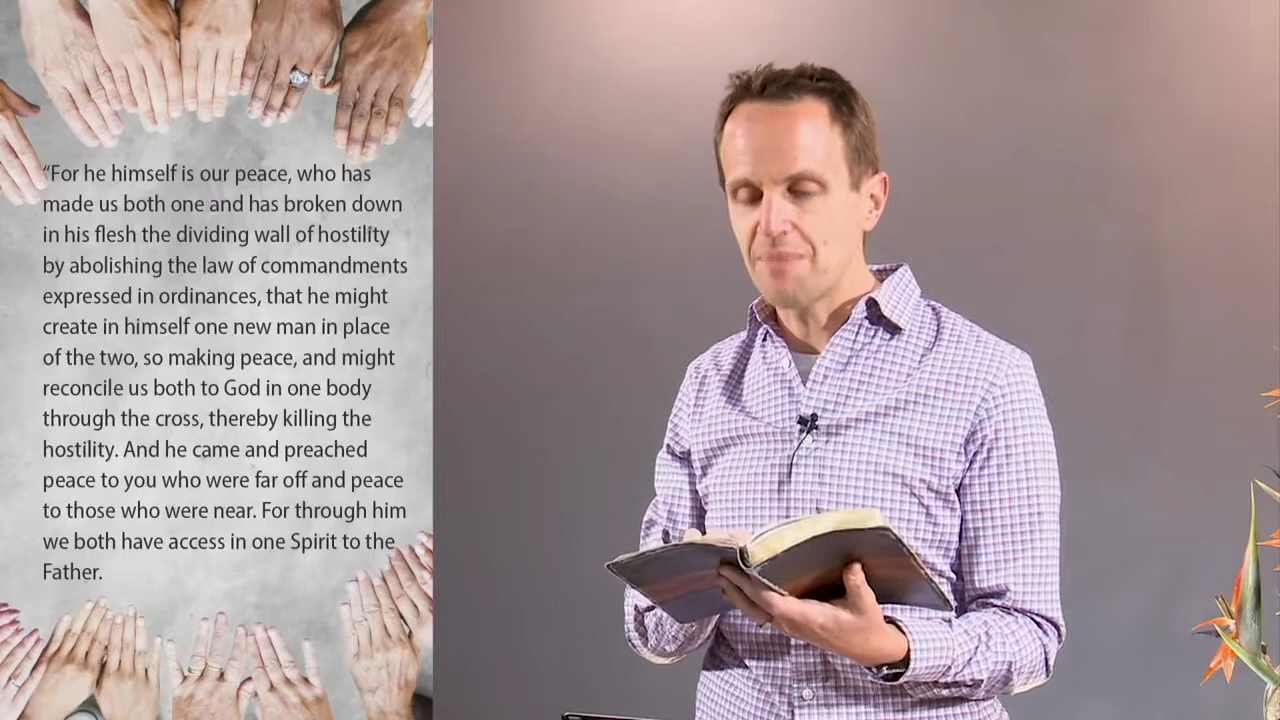 “For he himself is our peace, who has
made us both one and has broken down
in his flesh the dividing wall of hostility
by abolishing the law of commandments
expressed in ordinances, that he might
create in himself one new man in place
of the two, so making peace, and might
reconcile us both to God in one body
through the cross, thereby killing the
hostility. And he came and preached
peace to you who were far off and peace
to those who were near. For through him
we both have access in one Spirit to the
Father.